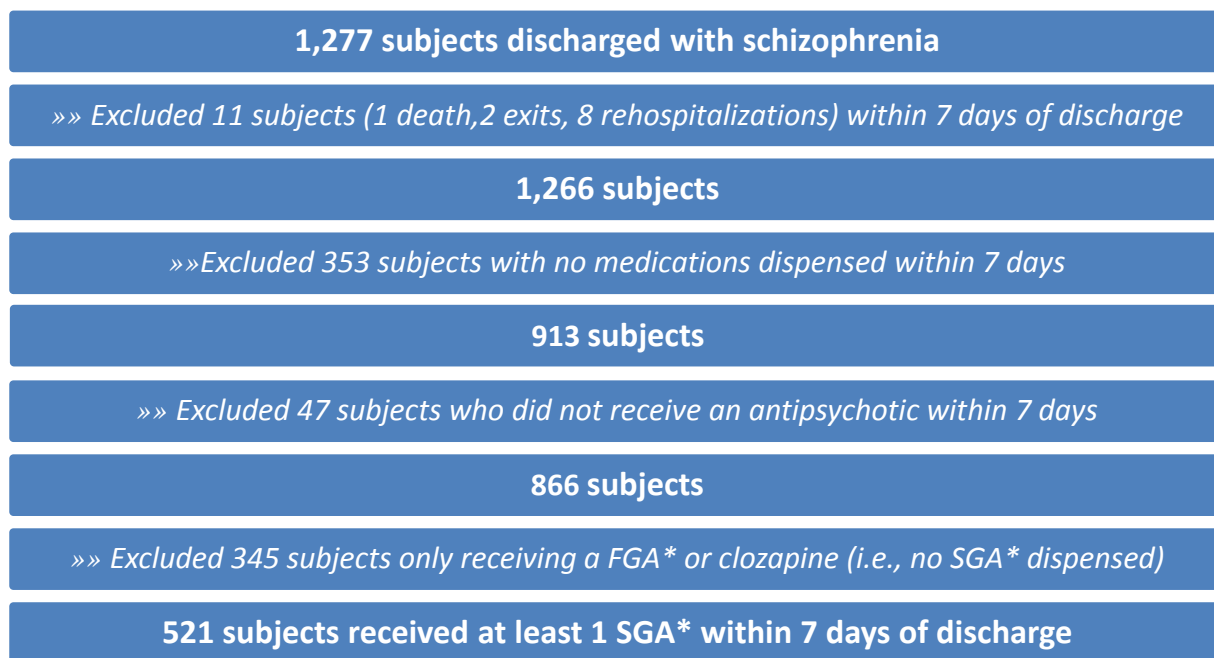 1,277 subjects discharged with schizophrenia
»» Excluded 11 subjects (1 death,2 exits, 8 rehospitalizations) within 7 days of discharge
1,266 subjects
»»Excluded 353 subjects with no medications dispensed within 7 days
913 subjects
»» Excluded 47 subjects who did not receive an antipsychotic within 7 days
866 subjects
»» Excluded 345 subjects only receiving a FGA* or clozapine (i.e., no SGA* dispensed)
521 subjects received at least 1 SGA* within 7 days of discharge